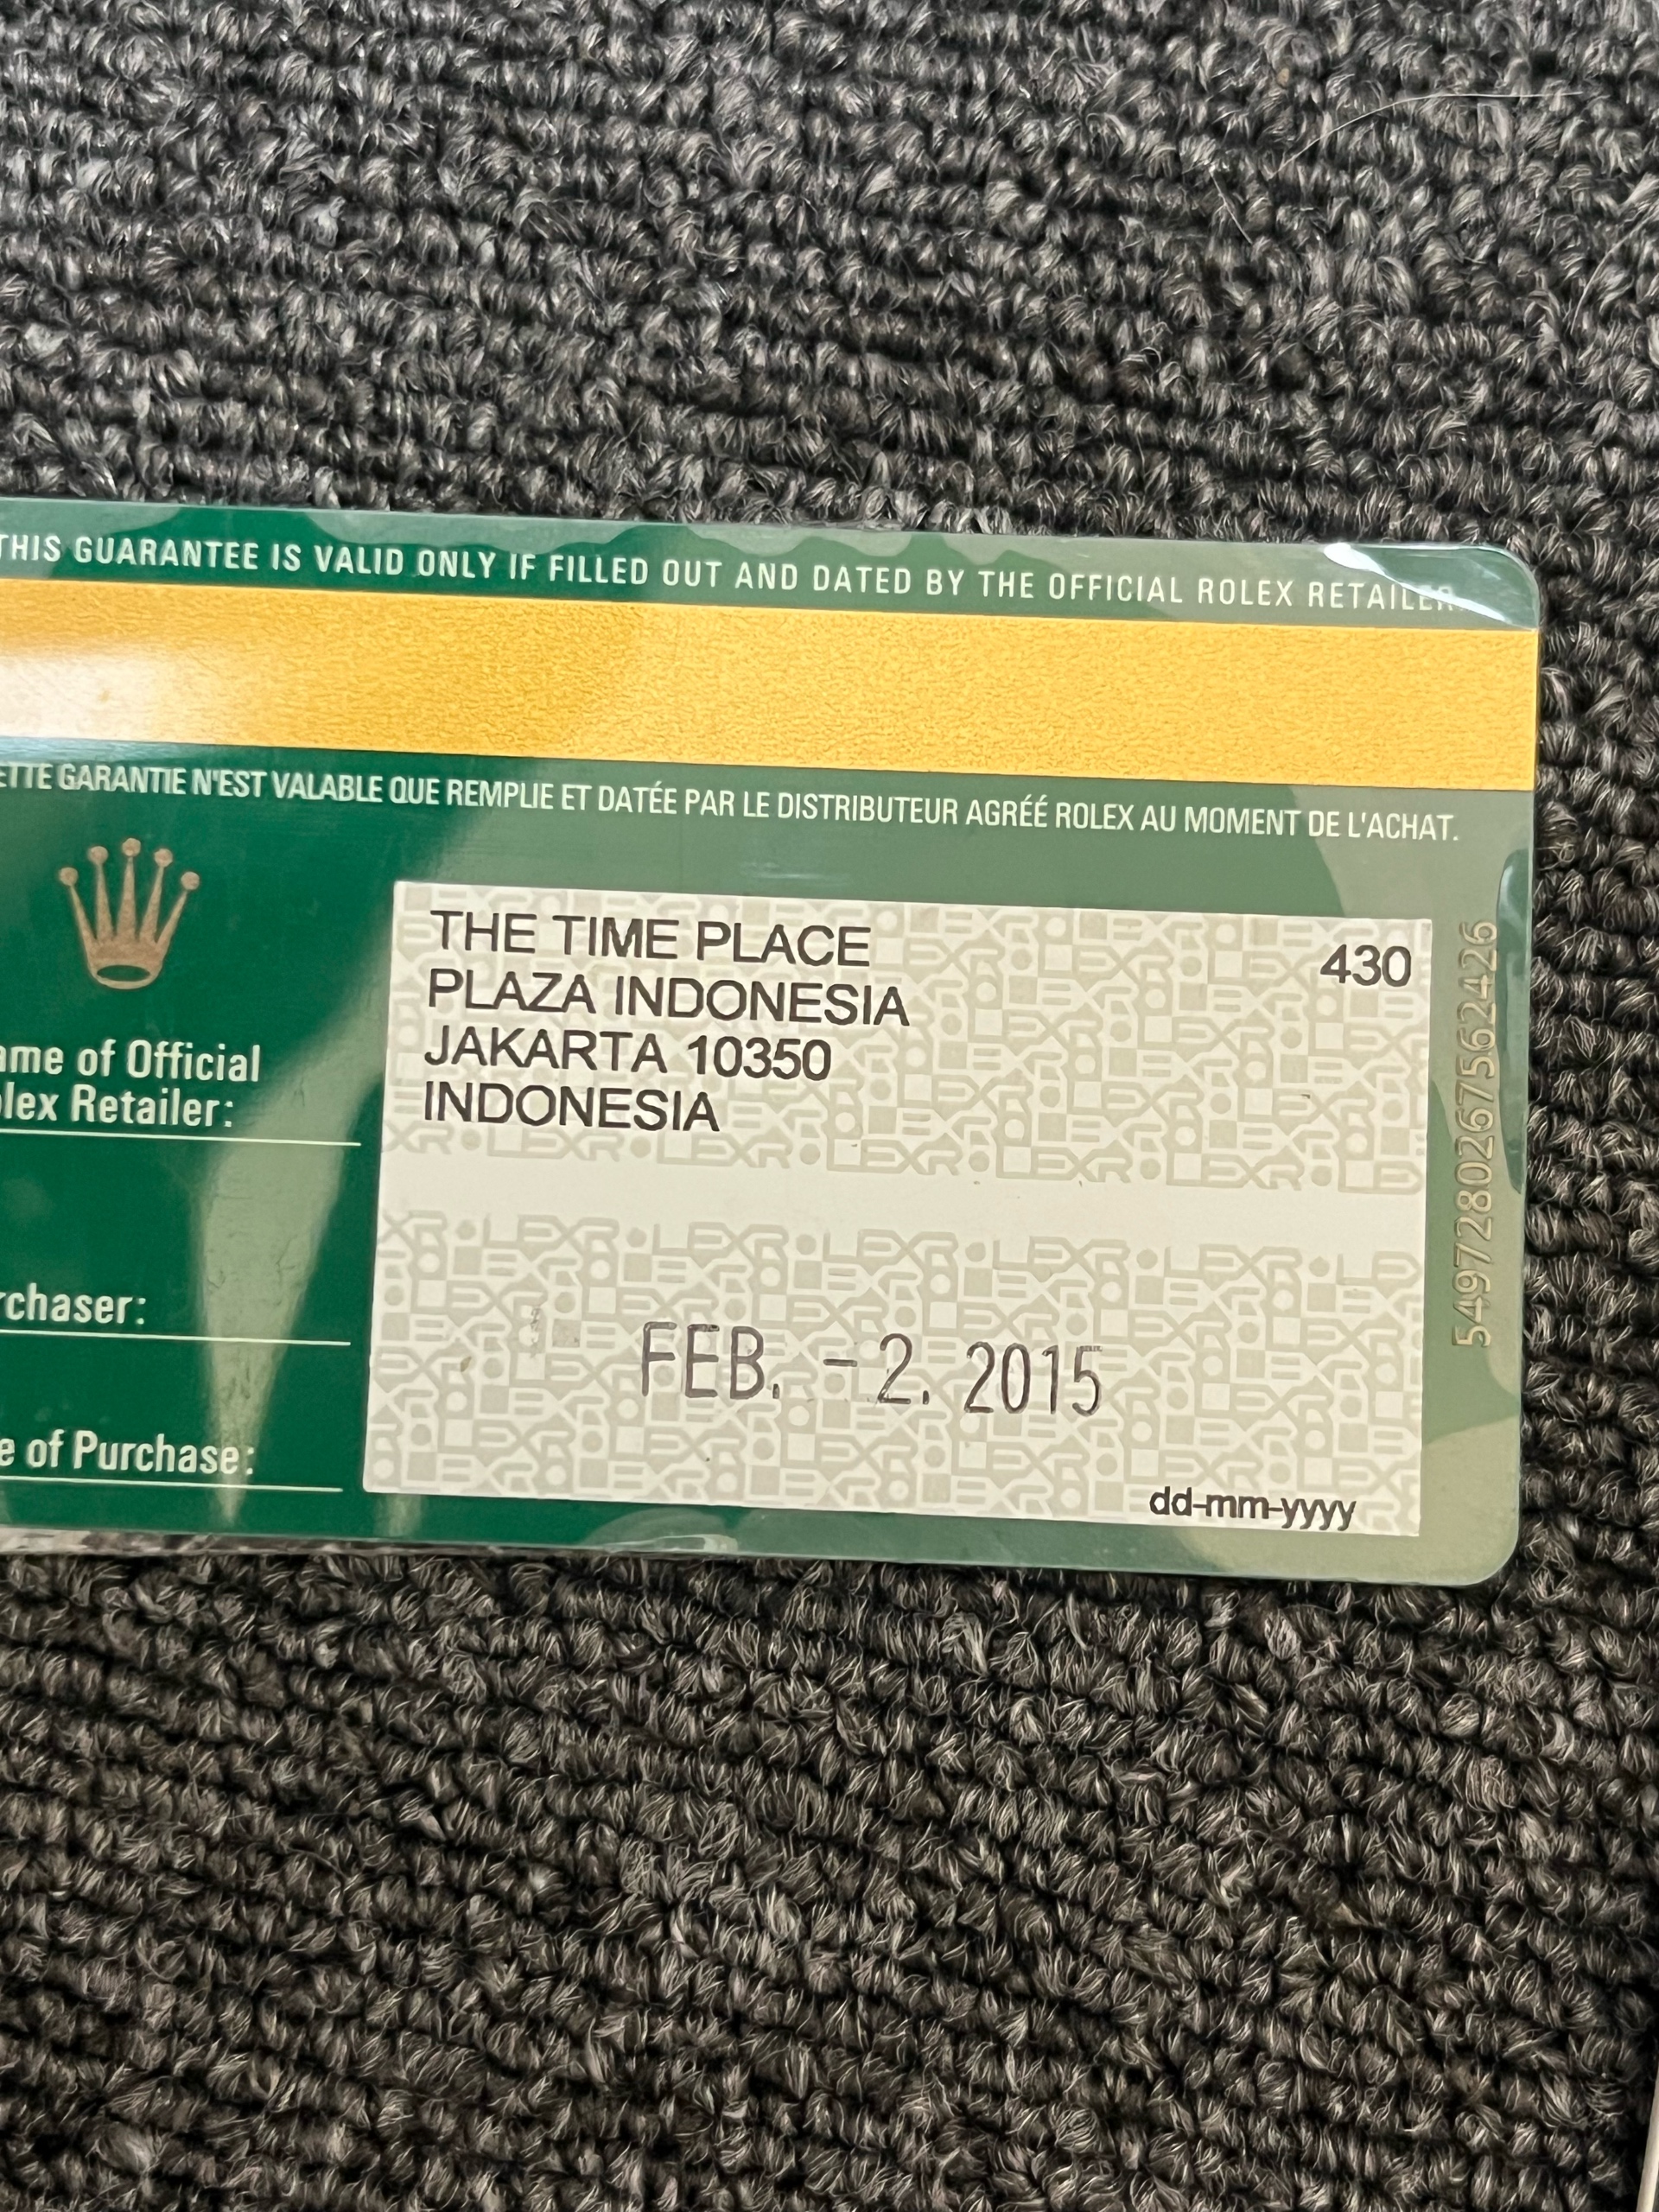 THIS GUARANTEE IS VALID ONLY IF FILLED OUT AND DATED BY THE OFFICIAL ROLEX RETAILER.
ETTE GARANTIE N'EST VALABLE QUE REMPLIE ET DATÉE PAR LE DISTRIBUTEUR AGRÉÉ ROLEX AU MOMENT DE L'ACHAT.
THE TIME PLACE 430
PLAZA INDONESIA
JAKARTA 10350
INDONESIA
ame of Official
olex Retailer:
rchaser:
FEB. - 2. 2015
e of Purchase:
dd-mm-yyyy
5497280267562426